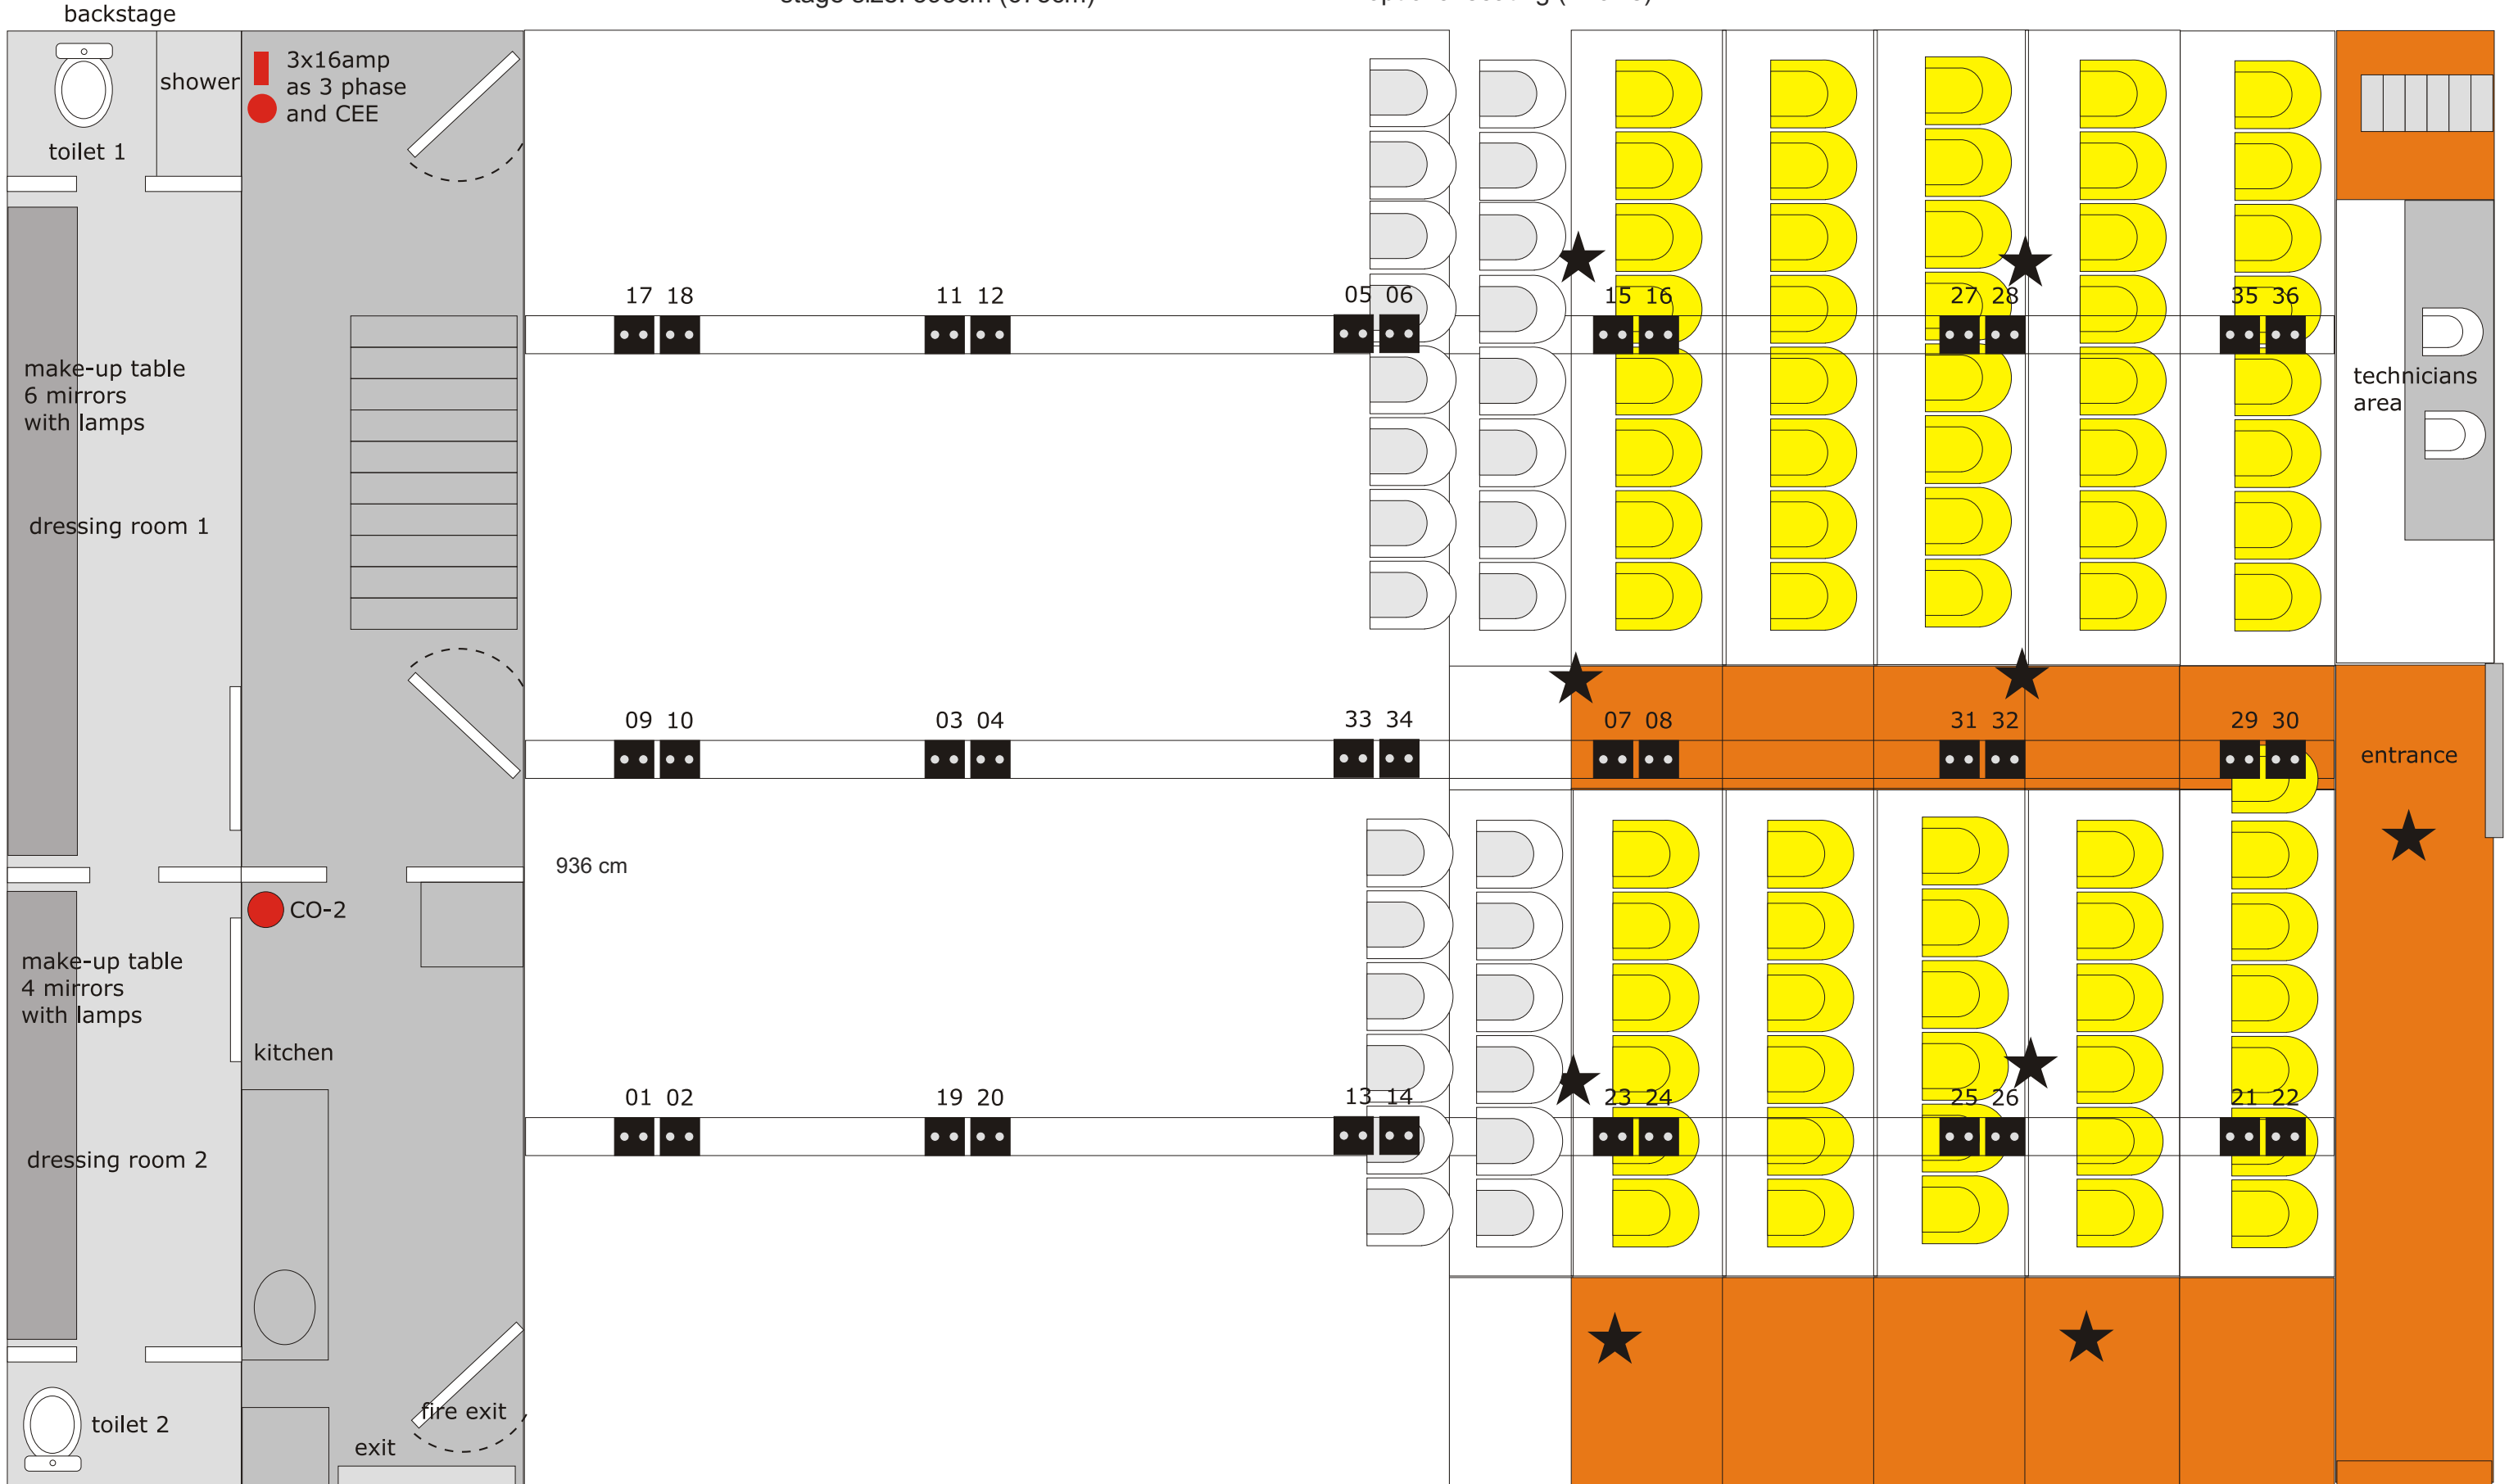 backstage
3x16amp
as 3 phase
and CEE
shower
toilet 1
17 18
11 12
05 06
15 16
27 28
35 36
make-up table
6 mirrors
with lamps
technicians
area
dressing room 1
09 10
03 04
33 34
07 08
31 32
29 30
entrance
936 cm
CO-2
make-up table
4 mirrors
with lamps
kitchen
01 02
19 20
13 14
23 24
25 26
21 22
dressing room 2
fire exit
toilet 2
exit